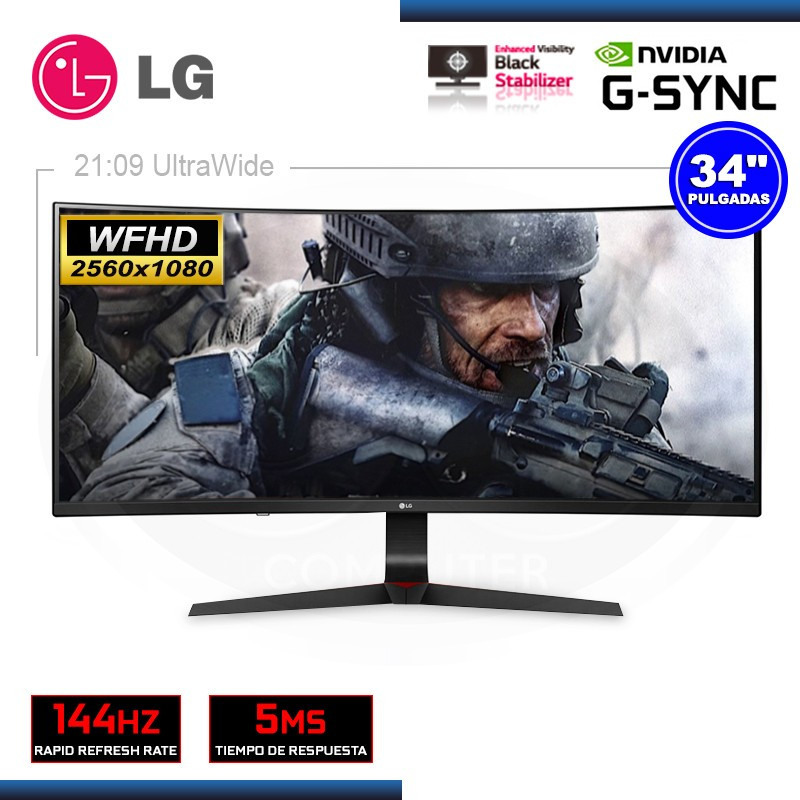 LG
Enhanced Visibility
Black
Stabilizer
NVIDIA
G-SYNC
21:09 UltraWide
34"
PULGADAS
WFHD
2560x1080
LG
COMPUTER
144HZ
RAPID REFRESH RATE
5MS
TIEMPO DE RESPUESTA